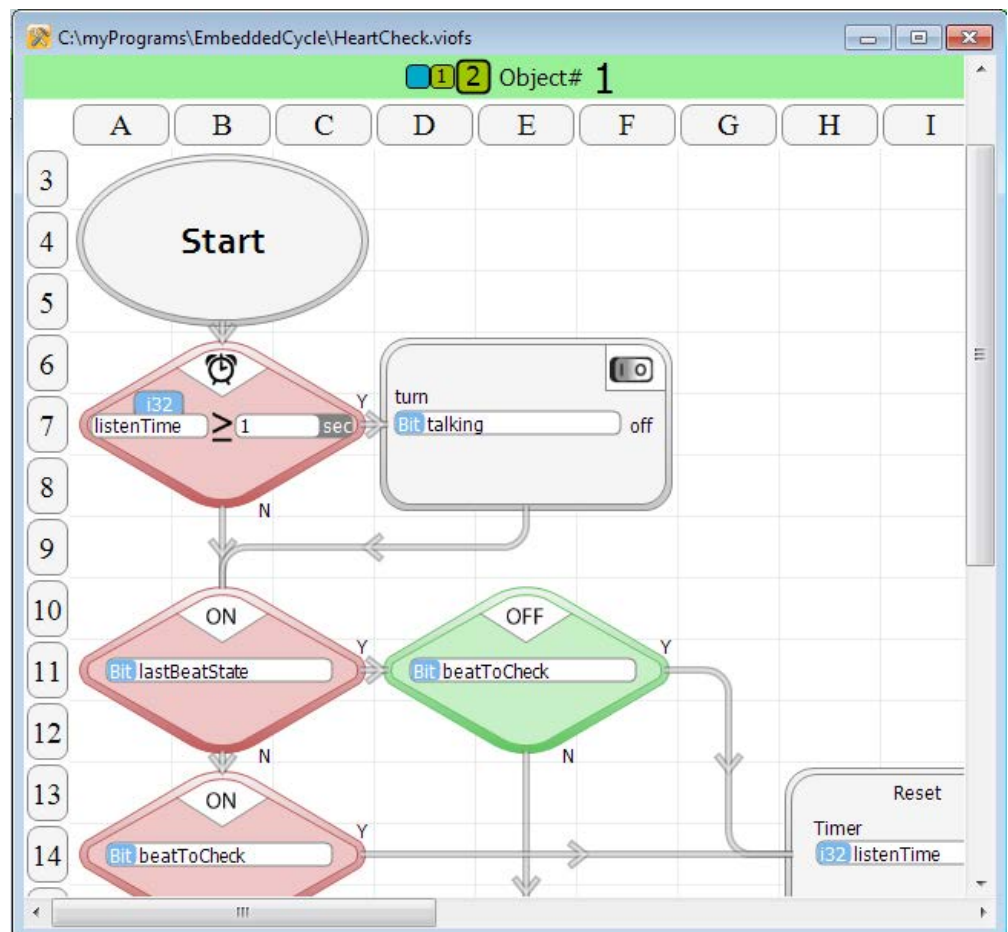 C:\myPrograms\EmbeddedCycle\HeartCheck.viofs
1 2 Object# 1
A B C D E F G H I
3
4 Start
5
6
listenTime i32 ≥ 1 sec Y
7
turn
Bit talking off
8
N
9
10
ON OFF
11 Bit lastBeatState Y Bit beatToCheck Y
12
N N
13 ON Reset
14 Bit beatToCheck Y Timer
i32 listenTime